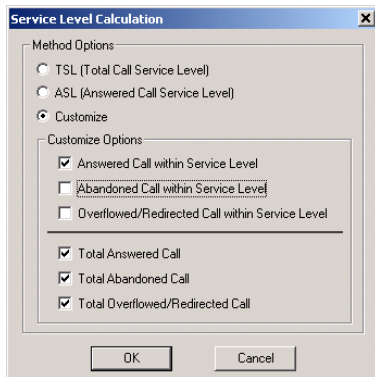 Service Level Calculation
Method Options
TSL (Total Call Service Level)
ASL (Answered Call Service Level)
Customize
Customize Options
Answered Call within Service Level
Abandoned Call within Service Level
Overflowed/Redirected Call within Service Level
Total Answered Call
Total Abandoned Call
Total Overflowed/Redirected Call
OK Cancel